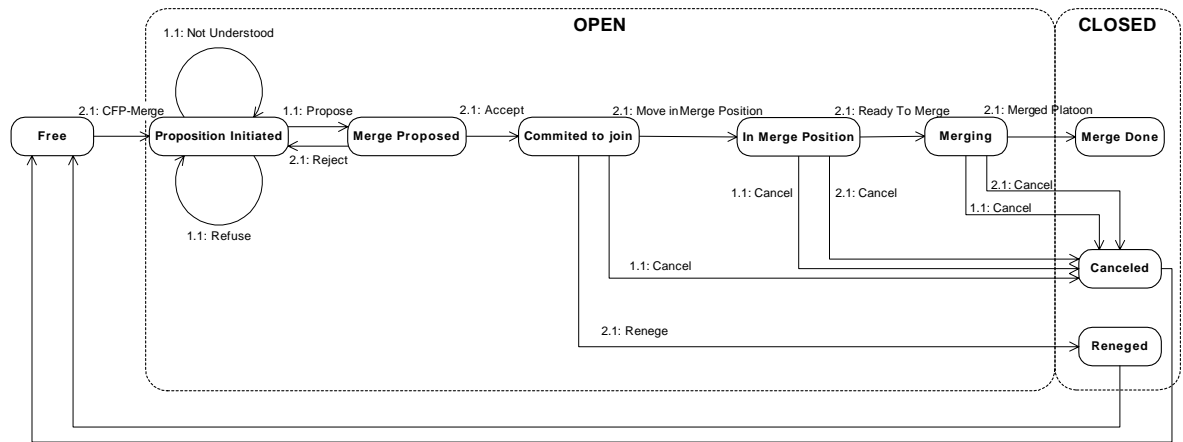 OPEN
CLOSED
1.1: Not Understood
2.1: CFP-Merge
1.1: Propose
2.1: Accept
2.1: Move in Merge Position
2.1: Ready To Merge
2.1: Merged Platoon
Free
Proposition Initiated
Merge Proposed
Commited to join
In Merge Position
Merging
Merge Done
2.1: Reject
1.1: Cancel
2.1: Cancel
2.1: Cancel
1.1: Cancel
1.1: Refuse
1.1: Cancel
Canceled
2.1: Renege
Reneged